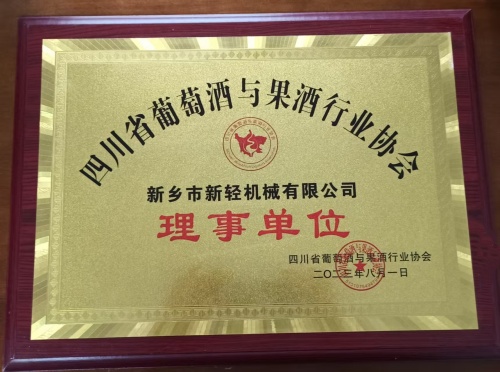 四川省葡萄酒与果酒行业协会
新乡市新轻机械有限公司
理事单位
四川省葡萄酒与果酒行业协会
二〇二三年八月一日